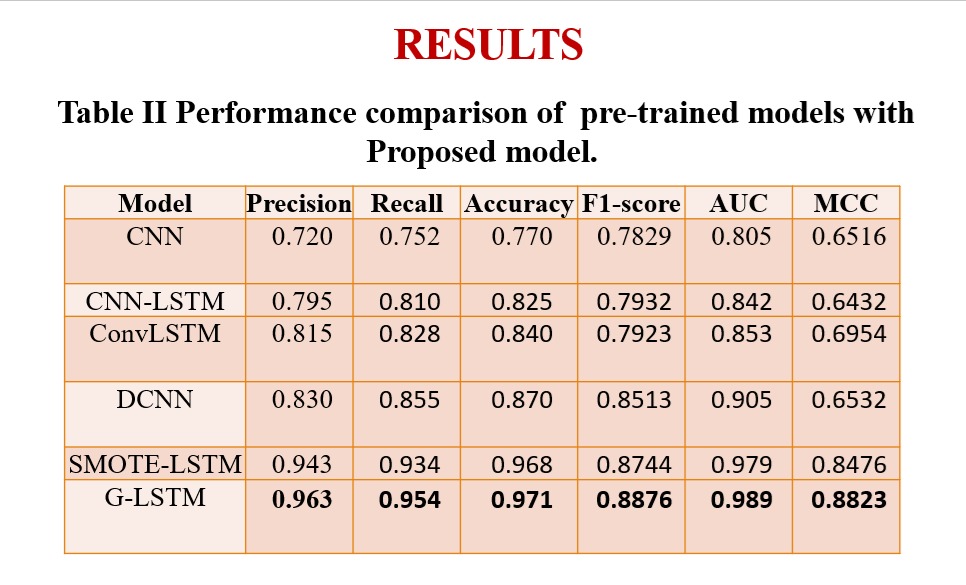 RESULTS
Table II Performance comparison of pre-trained models with
Proposed model.
Model Precision Recall Accuracy F1-score AUC MCC
CNN 0.720 0.752 0.770 0.7829 0.805 0.6516
CNN-LSTM 0.795 0.810 0.825 0.7932 0.842 0.6432
ConvLSTM 0.815 0.828 0.840 0.7923 0.853 0.6954
DCNN 0.830 0.855 0.870 0.8513 0.905 0.6532
SMOTE-LSTM 0.943 0.934 0.968 0.8744 0.979 0.8476
G-LSTM 0.963 0.954 0.971 0.8876 0.989 0.8823